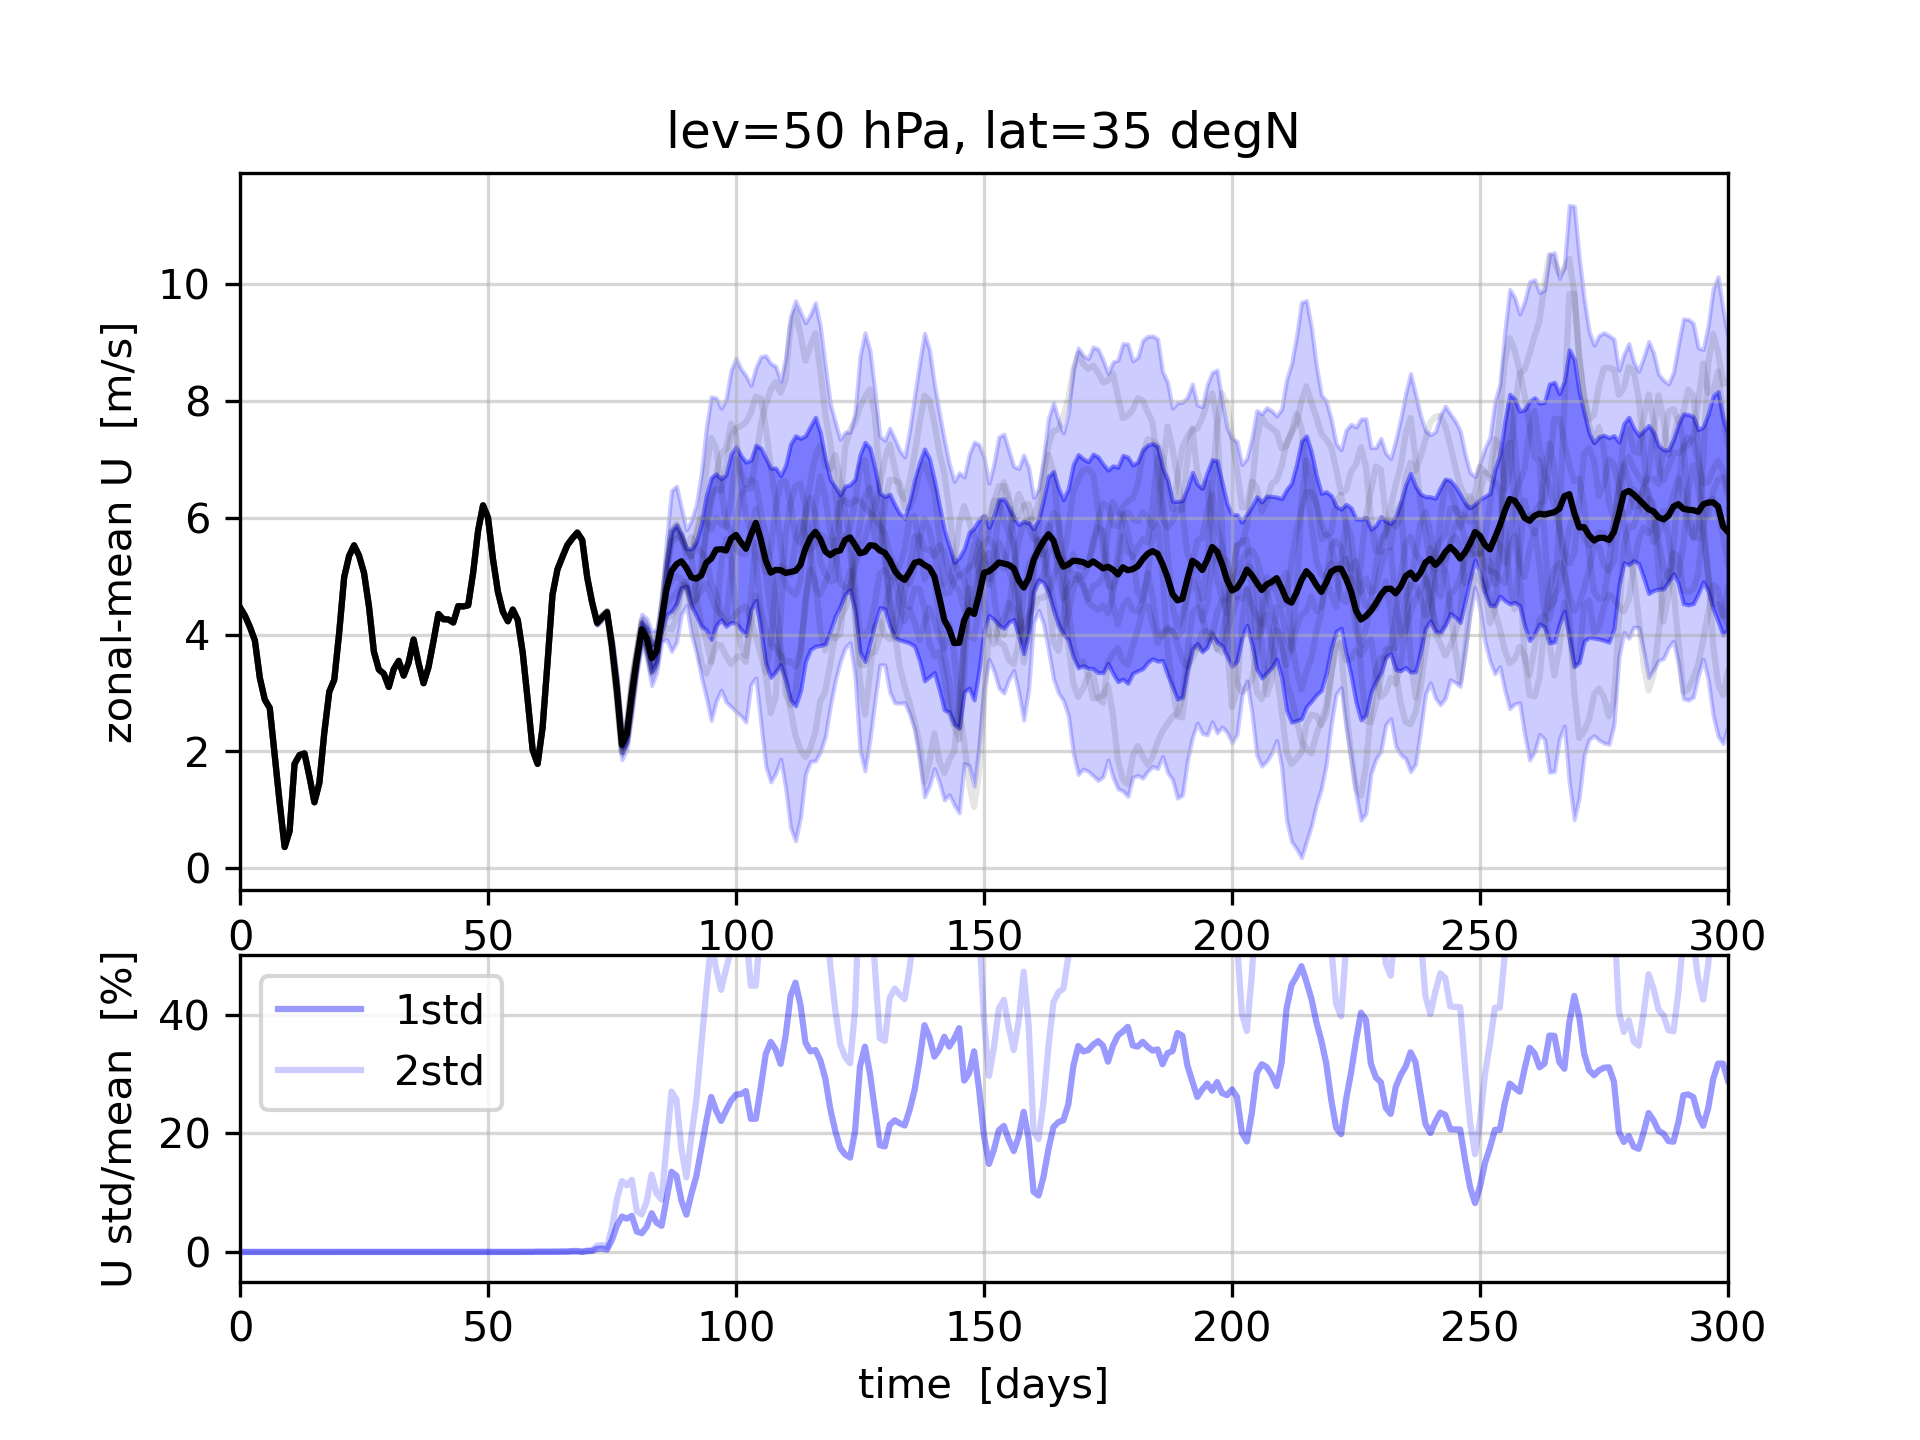 lev=50 hPa, lat=35 degN
zonal-mean U [m/s]
10
8
6
4
2
0
0 50 100 150 200 250 300
U std/mean [%]
40
20
0
1std
2std
0 50 100 150 200 250 300
time [days]